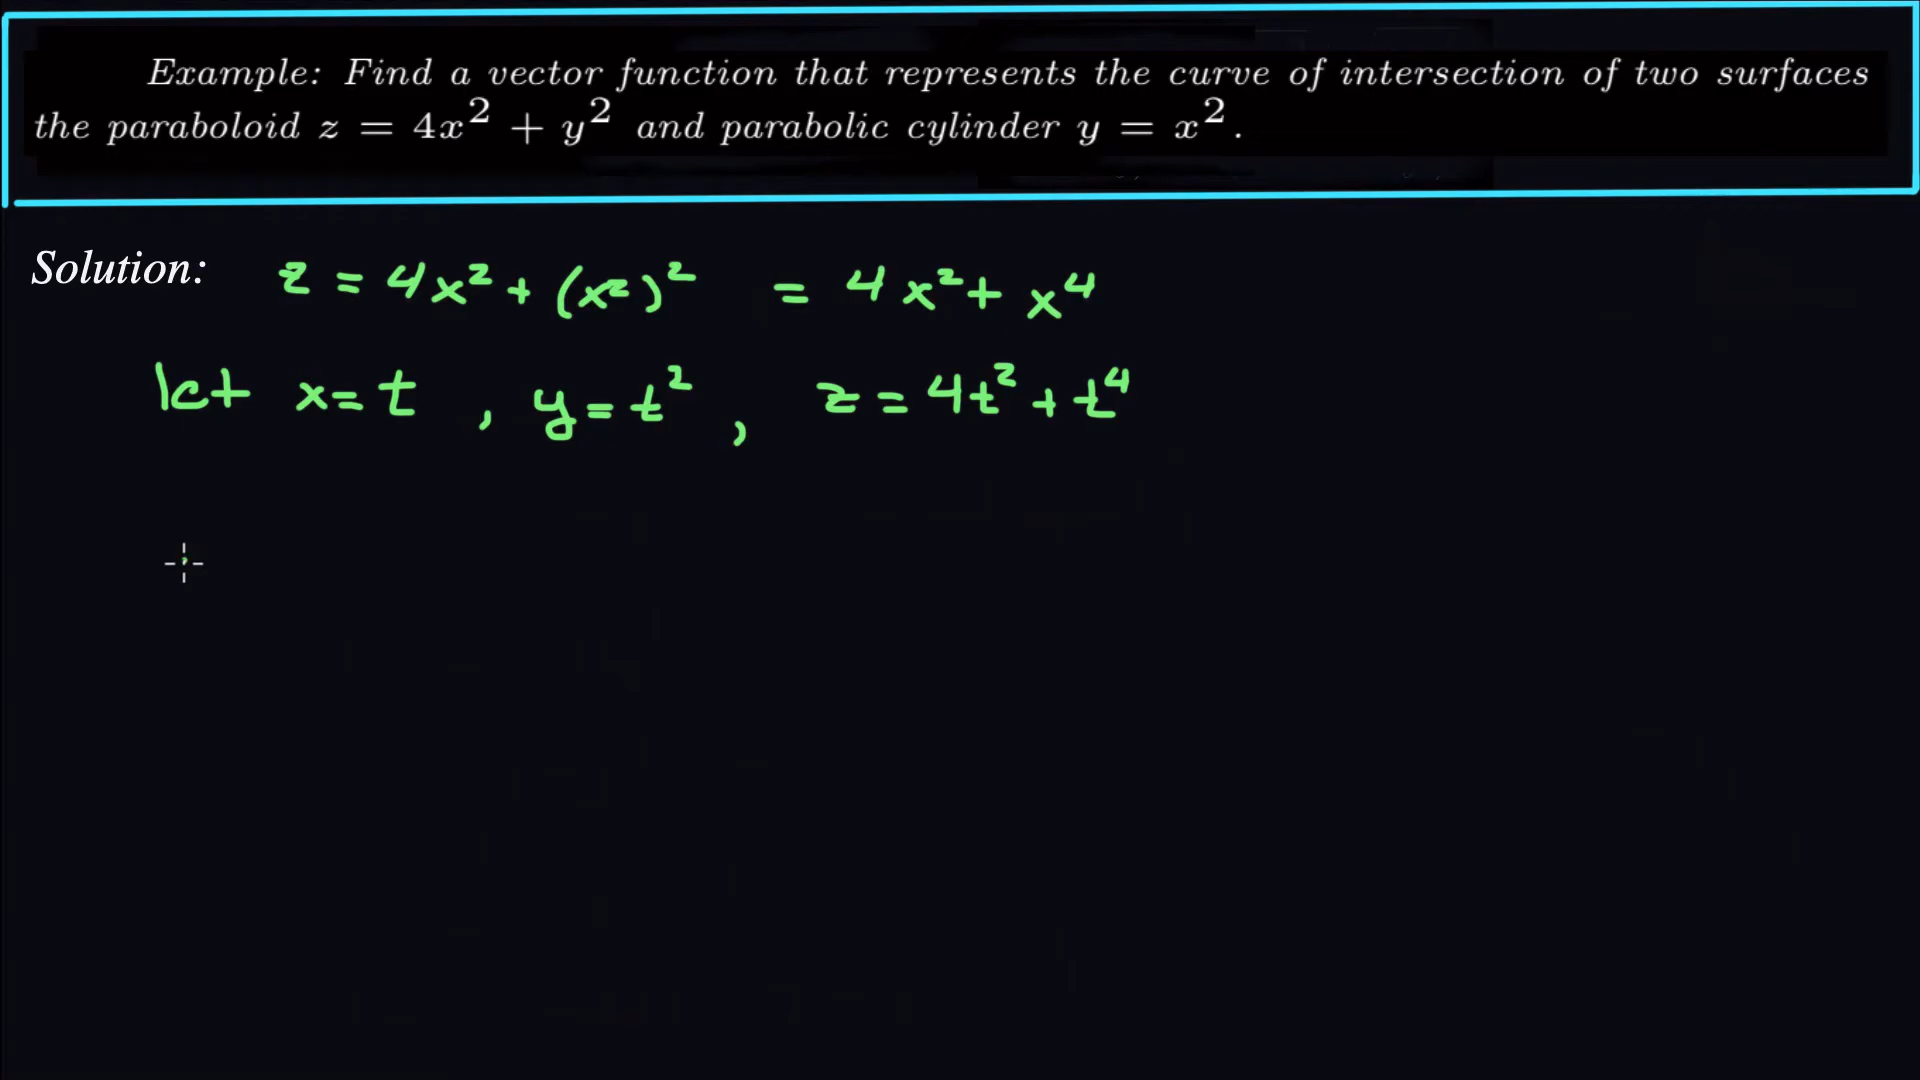 Example: Find a vector function that represents the curve of intersection of two surfaces
the paraboloid z = 4x² + y² and parabolic cylinder y = x².
Solution: z = 4x² + (x²)² = 4x² + x⁴
let x = t , y = t² , z = 4t² + t⁴